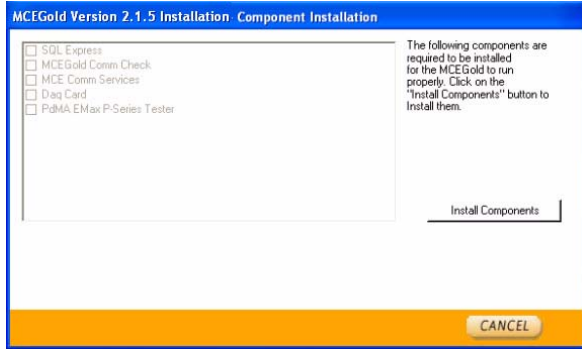 MCEGold Version 2.1.5 Installation Component Installation
SQL Express
MCEGold Comm Check
MCE Comm Services
Daq Card
PdMA EMax P-Series Tester
The following components are
required to be installed
for the MCEGold to run
properly. Click on the
"Install Components" button to
Install them.
Install Components
CANCEL